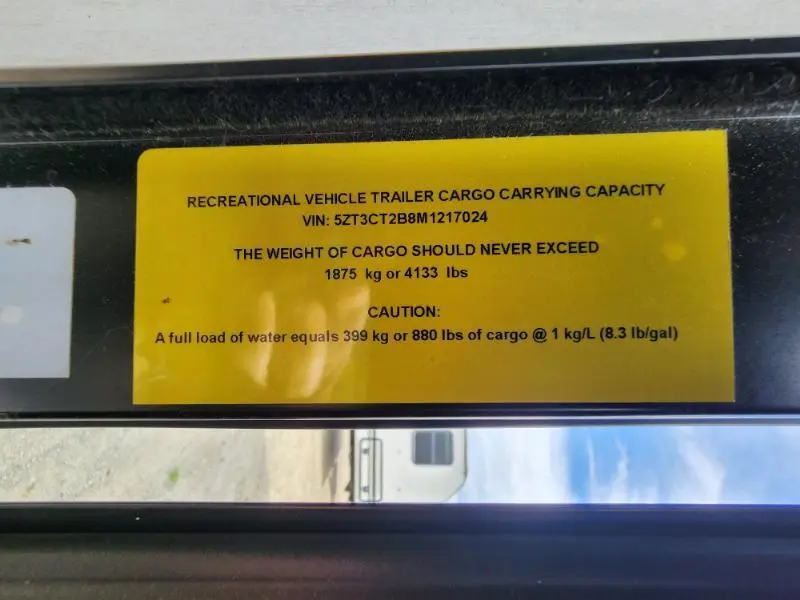 RECREATIONAL VEHICLE TRAILER CARGO CARRYING CAPACITY
VIN: 5ZT3CT2B8M1217024
THE WEIGHT OF CARGO SHOULD NEVER EXCEED
1875 kg or 4133 lbs
CAUTION:
A full load of water equals 399 kg or 880 lbs of cargo @ 1 kg/L (8.3 lb/gal)